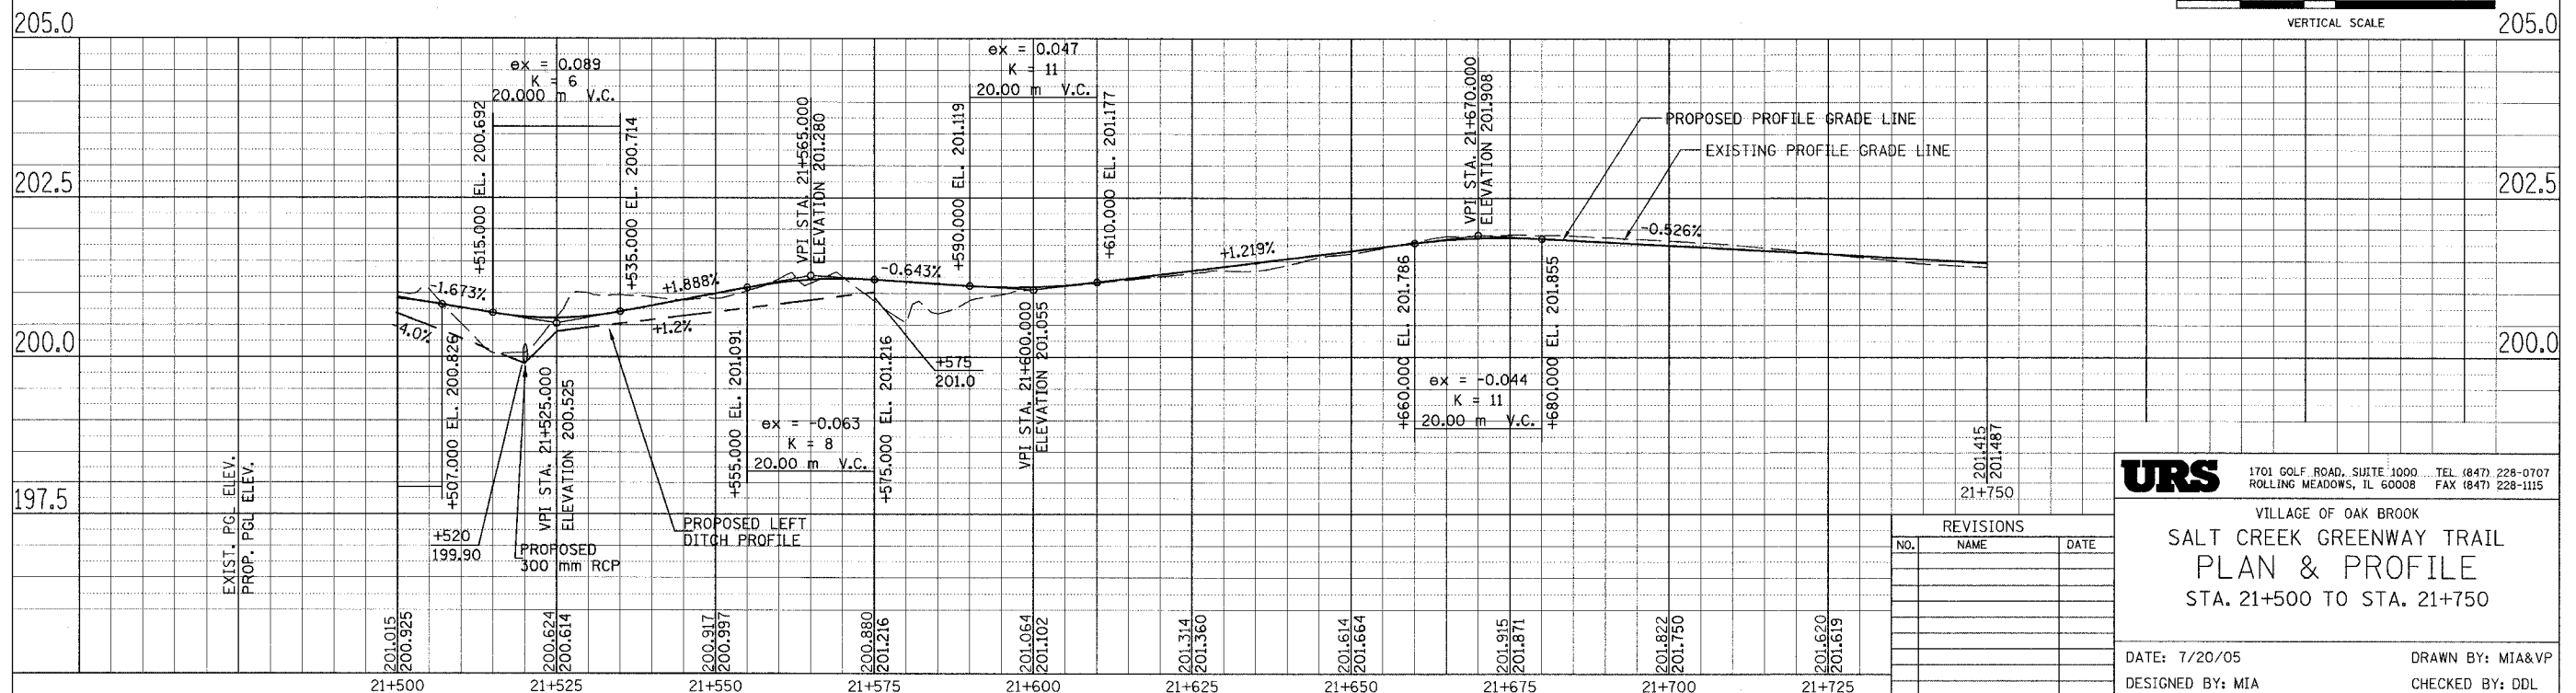 VERTICAL SCALE
205.0
205.0
202.5
202.5
200.0
200.0
197.5
ex = 0.089
K = 6
20.000 m V.C.
+515.000 EL. 200.692
+535.000 EL. 200.714
VPI STA. 21+565.000
ELEVATION 201.280
ex = 0.047
K = 11
20.00 m V.C.
+590.000 EL. 201.119
+610.000 EL. 201.177
VPI STA. 21+670.000
ELEVATION 201.908
PROPOSED PROFILE GRADE LINE
EXISTING PROFILE GRADE LINE
-1.673%
+1.888%
-0.643%
+1.219%
-0.526%
-4.0%
+1.2%
+507.000 EL. 200.826
VPI STA. 21+525.000
ELEVATION 200.525
+555.000 EL. 201.091
ex = -0.063
K = 8
20.00 m V.C.
+575.000 EL. 201.216
+575
201.0
VPI STA. 21+600.000
ELEVATION 201.055
+660.000 EL. 201.786
ex = -0.044
K = 11
20.00 m V.C.
+680.000 EL. 201.855
201.415
201.487
21+750
EXIST. PGL ELEV.
PROP. PGL ELEV.
+520
199.90
PROPOSED
300 mm RCP
PROPOSED LEFT
DITCH PROFILE
201.015
200.925
200.624
200.614
200.917
200.997
200.880
201.216
201.064
201.102
201.314
201.360
201.614
201.664
201.915
201.871
201.822
201.750
201.620
201.619
21+500
21+525
21+550
21+575
21+600
21+625
21+650
21+675
21+700
21+725
REVISIONS
NO. NAME DATE
URS
1701 GOLF ROAD, SUITE 1000 TEL (847) 228-0707
ROLLING MEADOWS, IL 60008 FAX (847) 228-1115
VILLAGE OF OAK BROOK
SALT CREEK GREENWAY TRAIL
PLAN & PROFILE
STA. 21+500 TO STA. 21+750
DATE: 7/20/05 DRAWN BY: MIA&VP
DESIGNED BY: MIA CHECKED BY: DDL